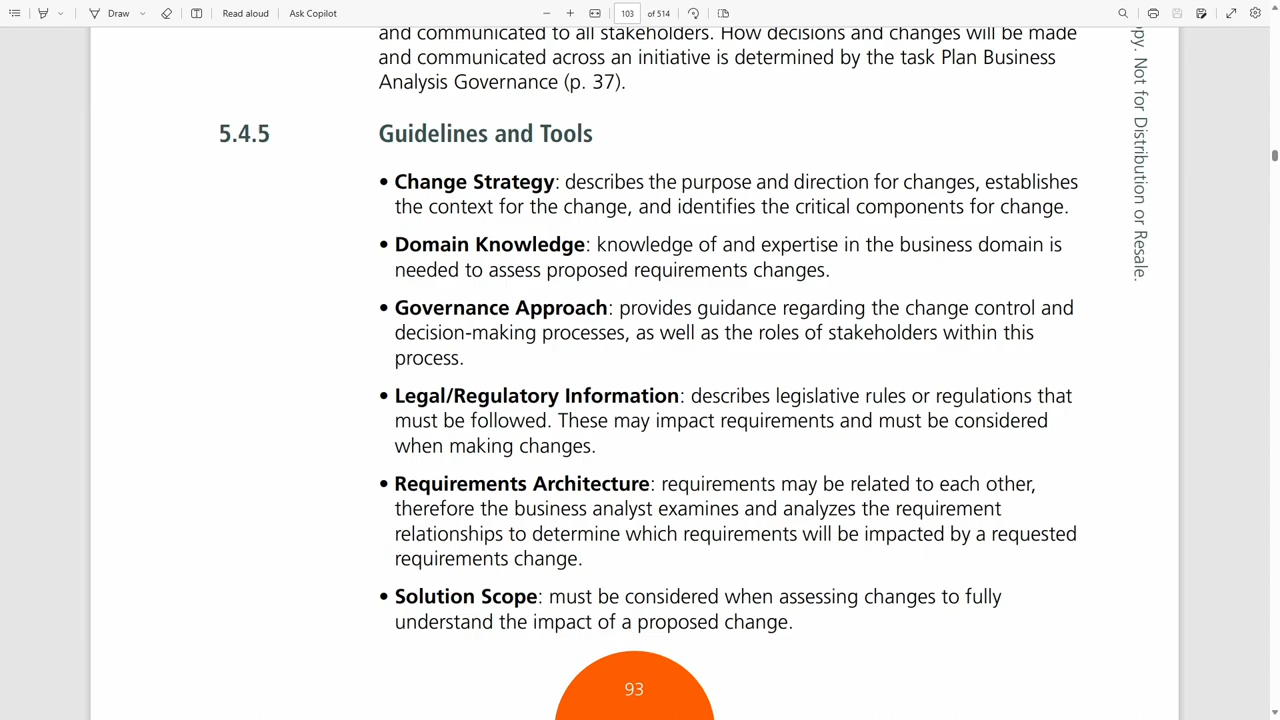 Draw
Read aloud
Ask Copilot
103 of 514
and communicated to all stakeholders. How decisions and changes will be made
and communicated across an initiative is determined by the task Plan Business
Analysis Governance (p. 37).
5.4.5 Guidelines and Tools
• Change Strategy: describes the purpose and direction for changes, establishes
the context for the change, and identifies the critical components for change.
• Domain Knowledge: knowledge of and expertise in the business domain is
needed to assess proposed requirements changes.
• Governance Approach: provides guidance regarding the change control and
decision-making processes, as well as the roles of stakeholders within this
process.
• Legal/Regulatory Information: describes legislative rules or regulations that
must be followed. These may impact requirements and must be considered
when making changes.
• Requirements Architecture: requirements may be related to each other,
therefore the business analyst examines and analyzes the requirement
relationships to determine which requirements will be impacted by a requested
requirements change.
• Solution Scope: must be considered when assessing changes to fully
understand the impact of a proposed change.
93
py. Not for Distribution or Resale.